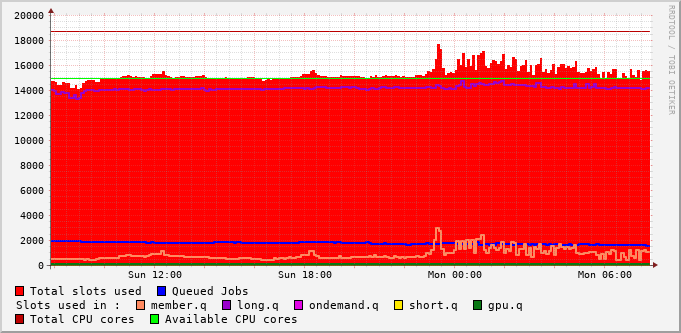 RRDTOOL / TOBI OETIKER
20000
18000
16000
14000
12000
10000
8000
6000
4000
2000
0
Sun 12:00 Sun 18:00 Mon 00:00 Mon 06:00
Total slots used Queued Jobs
Slots used in : member.q long.q ondemand.q short.q gpu.q
Total CPU cores Available CPU cores